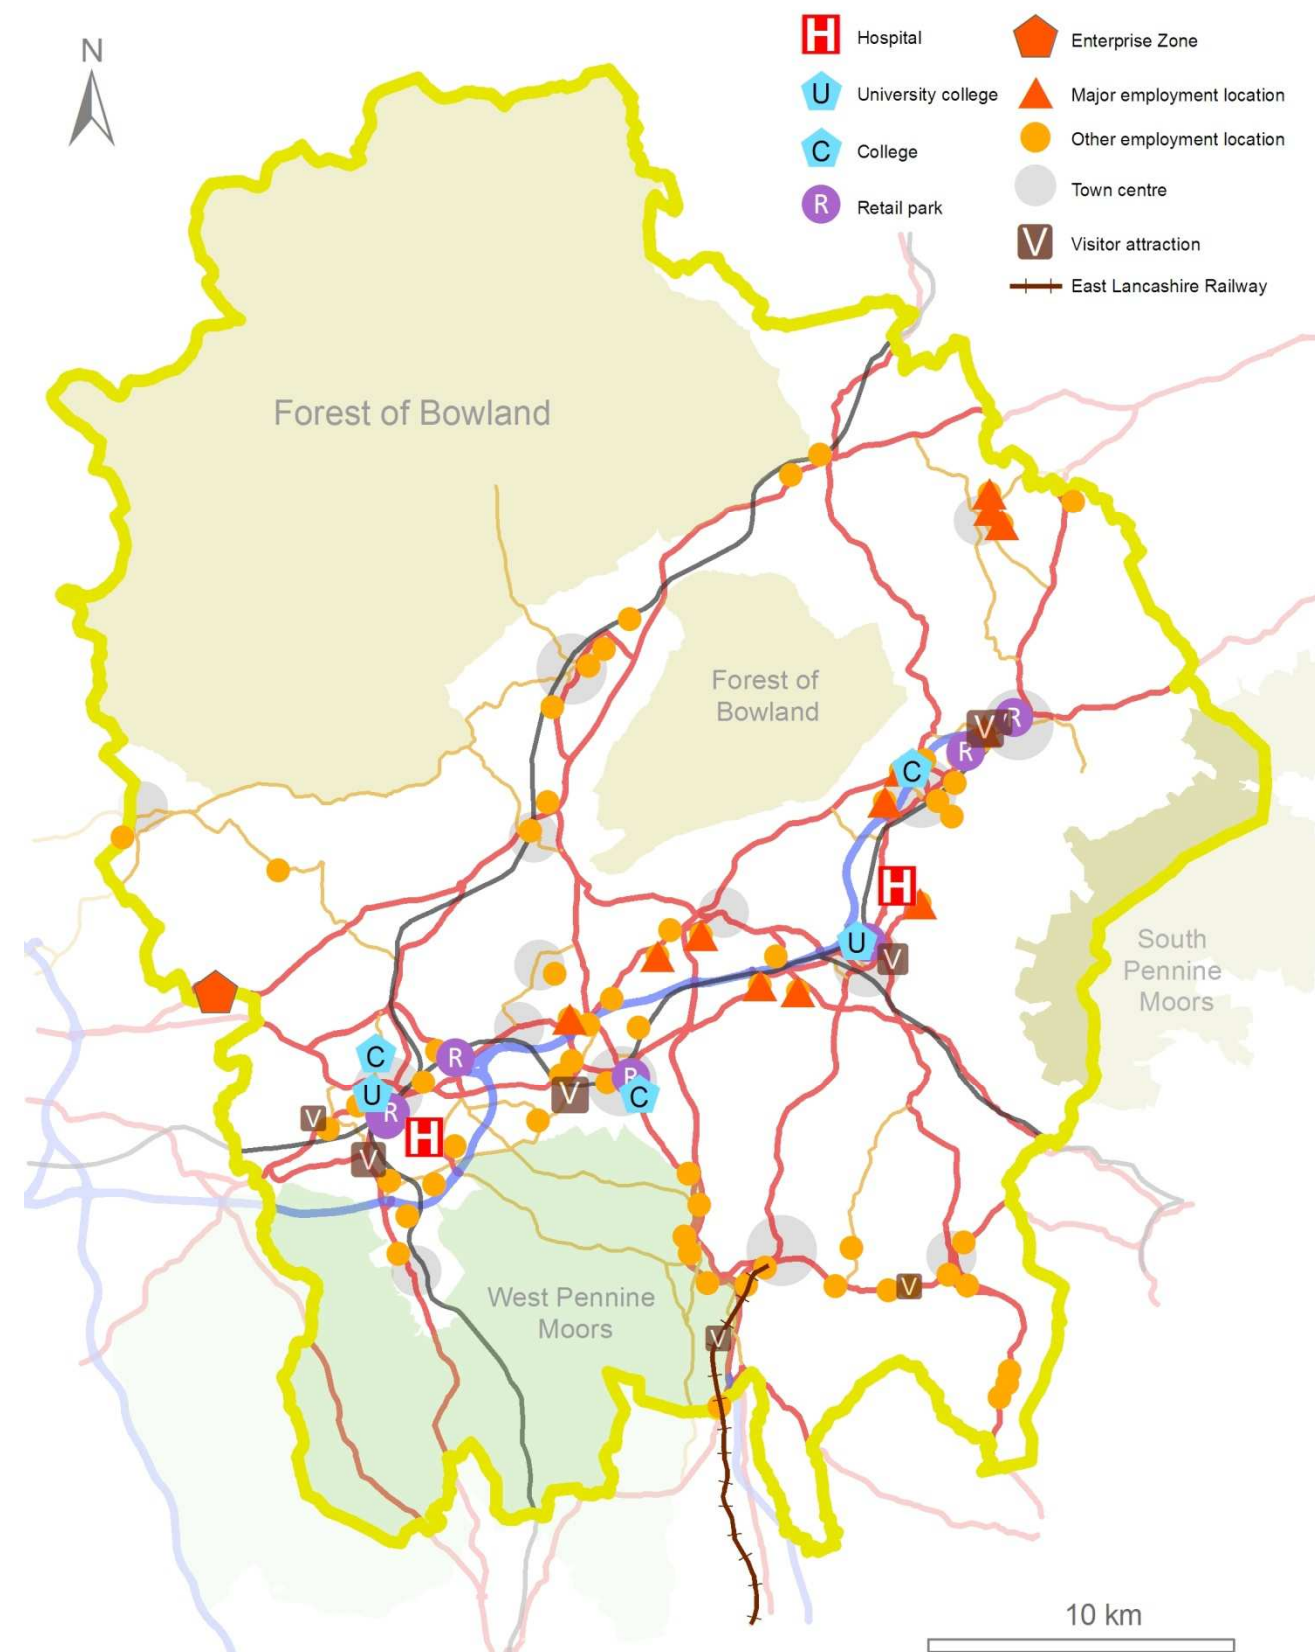 N
H Hospital
U University college
C College
R Retail park
Enterprise Zone
Major employment location
Other employment location
Town centre
V Visitor attraction
East Lancashire Railway
Forest of Bowland
Forest of
Bowland
V
R
R
C
H
U
V
South
Pennine
Moors
C
R
U
R
R
C
V
V
H
V
West Pennine
Moors
V
V
10 km